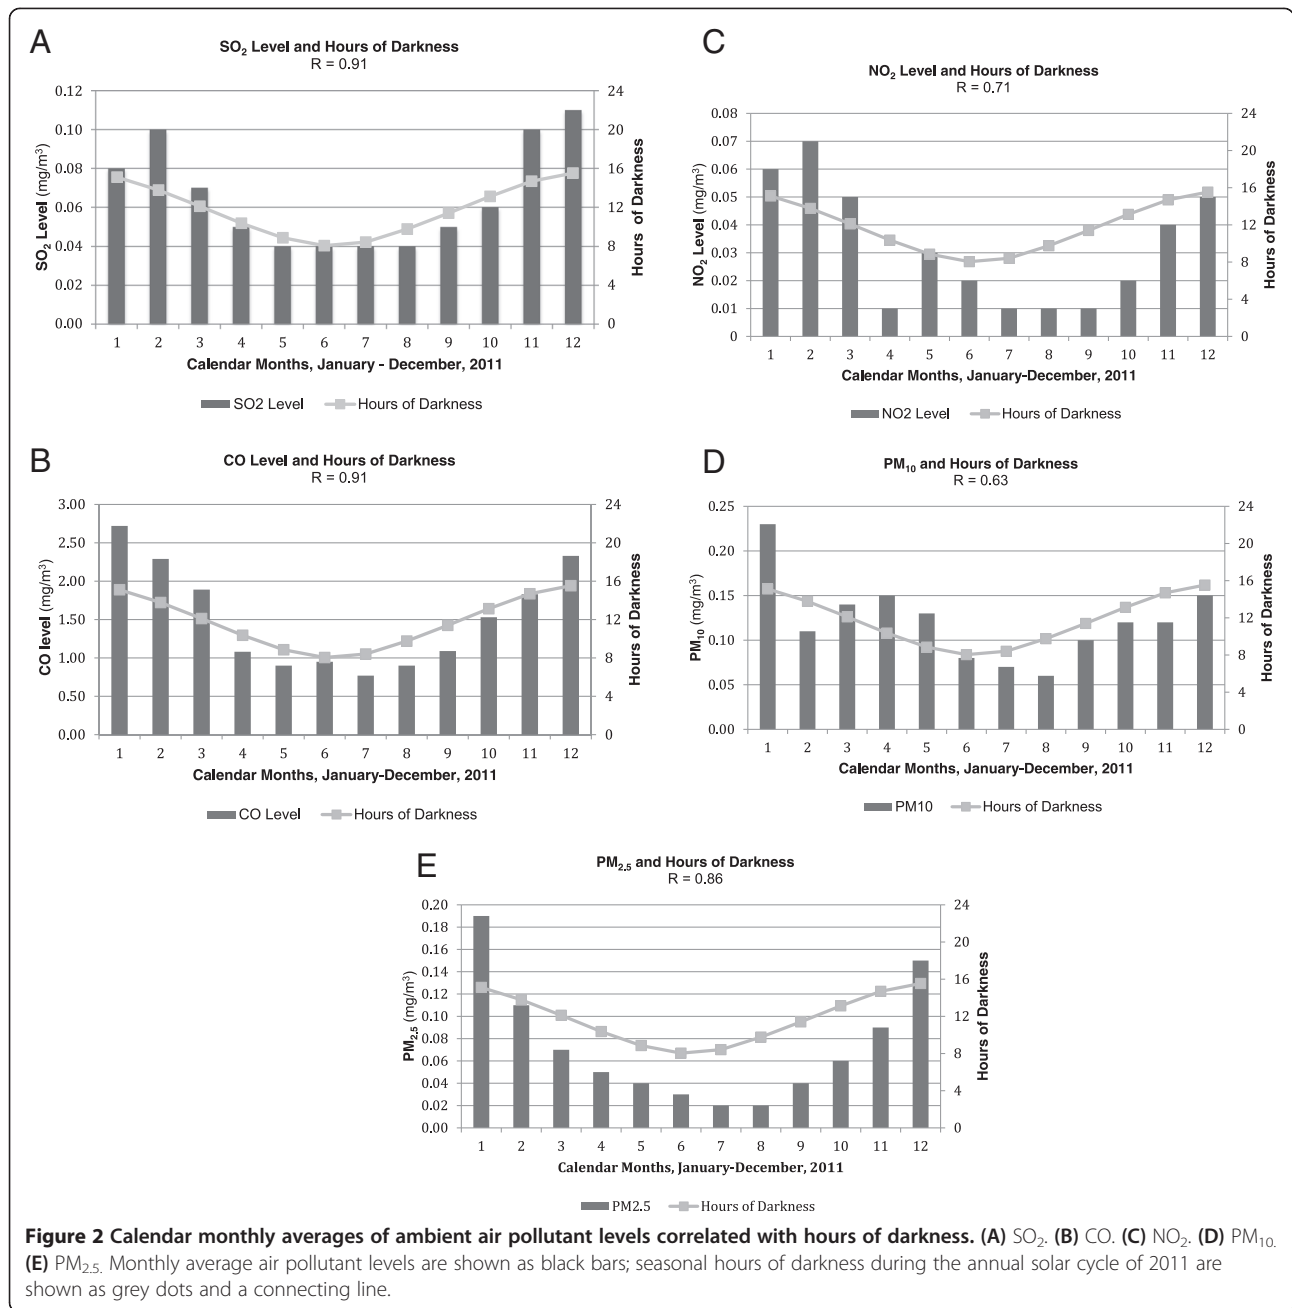 A
SO₂ Level and Hours of Darkness
R = 0.91
0.12
0.10
0.08
0.06
0.04
0.02
0.00
SO₂ Level (mg/m³)
24
20
16
12
8
4
0
Hours of Darkness
1 2 3 4 5 6 7 8 9 10 11 12
Calendar Months, January - December, 2011
SO2 Level Hours of Darkness
C
NO₂ Level and Hours of Darkness
R = 0.71
0.08
0.07
0.06
0.05
0.04
0.03
0.02
0.01
0
NO₂ Level (mg/m³)
24
20
16
12
8
4
0
Hours of Darkness
1 2 3 4 5 6 7 8 9 10 11 12
Calendar Months, January-December, 2011
NO2 Level Hours of Darkness
B
CO Level and Hours of Darkness
R = 0.91
3.00
2.50
2.00
1.50
1.00
0.50
0.00
CO level (mg/m³)
24
20
16
12
8
4
0
Hours of Darkness
1 2 3 4 5 6 7 8 9 10 11 12
Calendar Months, January-December, 2011
CO Level Hours of Darkness
D
PM₁₀ and Hours of Darkness
R = 0.63
0.25
0.20
0.15
0.10
0.05
0.00
PM₁₀ (mg/m³)
24
20
16
12
8
4
0
Hours of Darkness
1 2 3 4 5 6 7 8 9 10 11 12
Calendar Months, January-December, 2011
PM10 Hours of Darkness
E
PM₂.₅ and Hours of Darkness
R = 0.86
0.20
0.18
0.16
0.14
0.12
0.10
0.08
0.06
0.04
0.02
0.00
PM₂.₅ (mg/m³)
24
20
16
12
8
4
0
Hours of Darkness
1 2 3 4 5 6 7 8 9 10 11 12
Calendar Months, January-December, 2011
PM2.5 Hours of Darkness
Figure 2 Calendar monthly averages of ambient air pollutant levels correlated with hours of darkness. (A) SO₂. (B) CO. (C) NO₂. (D) PM₁₀.
(E) PM₂.₅. Monthly average air pollutant levels are shown as black bars; seasonal hours of darkness during the annual solar cycle of 2011 are
shown as grey dots and a connecting line.